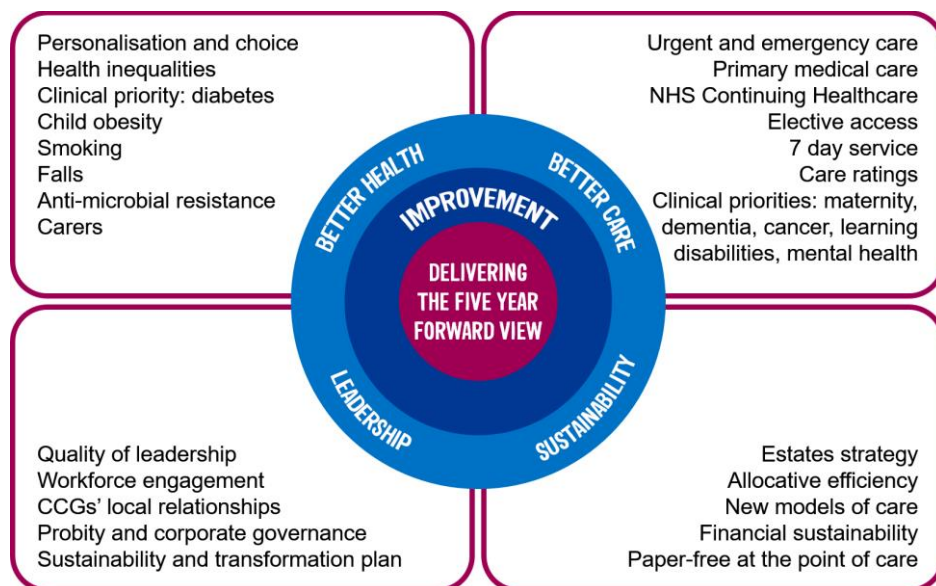 Personalisation and choice
Health inequalities
Clinical priority: diabetes
Child obesity
Smoking
Falls
Anti-microbial resistance
Carers
Urgent and emergency care
Primary medical care
NHS Continuing Healthcare
Elective access
7 day service
Care ratings
Clinical priorities: maternity,
dementia, cancer, learning
disabilities, mental health
BETTER HEALTH
BETTER CARE
IMPROVEMENT
DELIVERING
THE FIVE YEAR
FORWARD VIEW
LEADERSHIP
SUSTAINABILITY
Quality of leadership
Workforce engagement
CCGs' local relationships
Probity and corporate governance
Sustainability and transformation plan
Estates strategy
Allocative efficiency
New models of care
Financial sustainability
Paper-free at the point of care